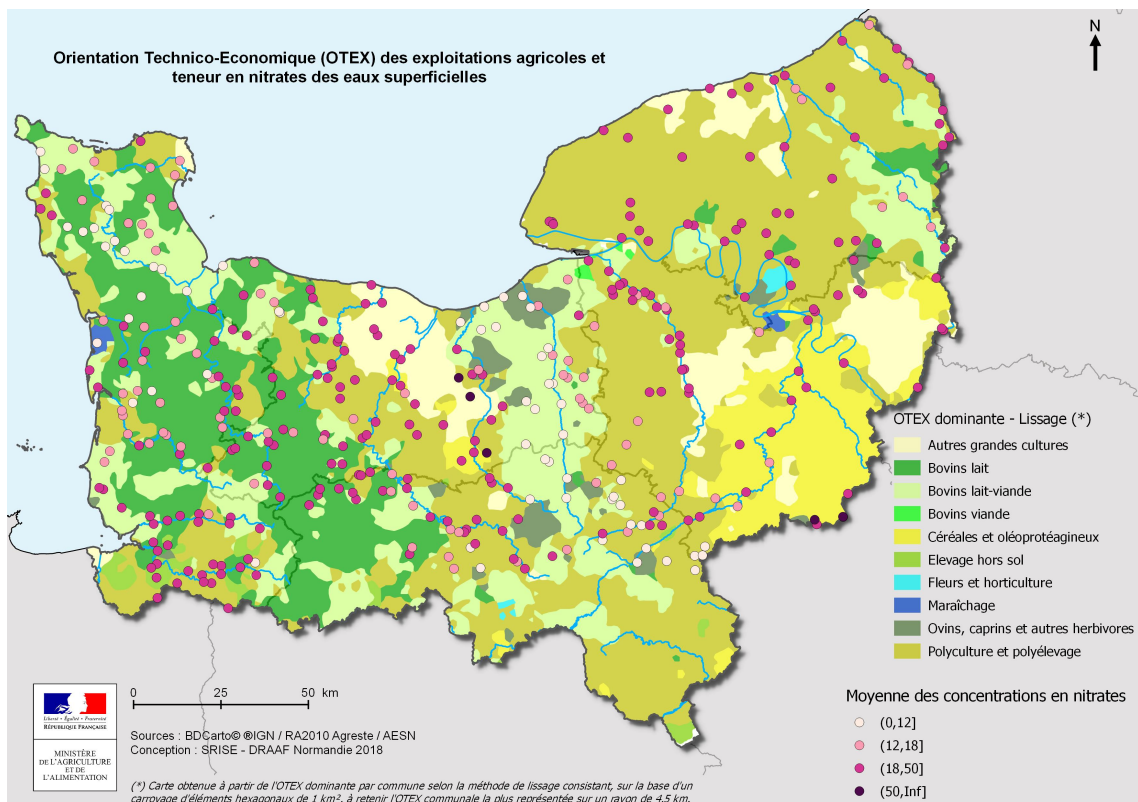 Orientation Technico-Economique (OTEX) des exploitations agricoles et
teneur en nitrates des eaux superficielles
N
OTEX dominante - Lissage (*)
Autres grandes cultures
Bovins lait
Bovins lait-viande
Bovins viande
Céréales et oléoprotéagineux
Elevage hors sol
Fleurs et horticulture
Maraîchage
Ovins, caprins et autres herbivores
Polyculture et polyélevage
Moyenne des concentrations en nitrates
(0,12]
(12,18]
(18,50]
(50,Inf]
0 25 50 km
Liberté • Égalité • Fraternité
RÉPUBLIQUE FRANÇAISE
MINISTÈRE
DE L'AGRICULTURE
ET DE
L'ALIMENTATION
Sources : BDCarto© ®IGN / RA2010 Agreste / AESN
Conception : SRISE - DRAAF Normandie 2018
(*) Carte obtenue à partir de l'OTEX dominante par commune selon la méthode de lissage consistant, sur la base d'un
carroyage d'éléments hexagonaux de 1 km², à retenir l'OTEX communale la plus représentée sur un rayon de 4,5 km.